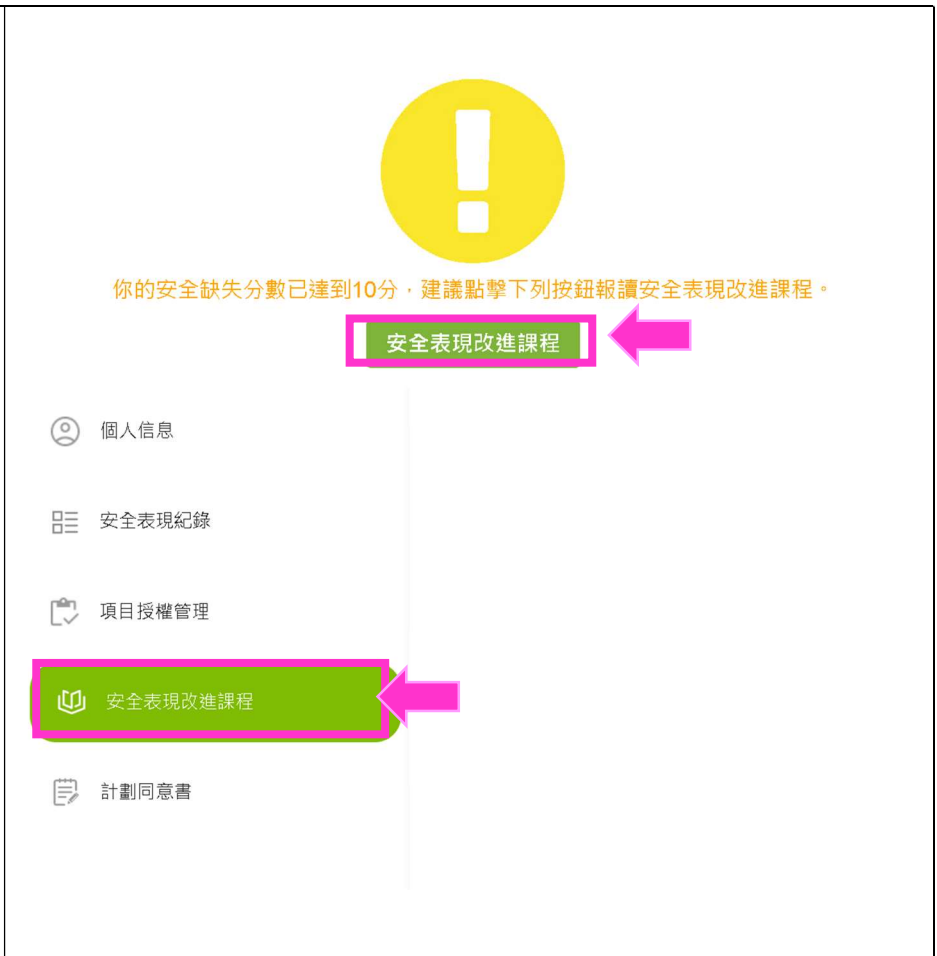 你的安全缺失分數已達到10分，建議點擊下列按鈕報讀安全表現改進課程。
安全表現改進課程
個人信息
安全表現紀錄
項目授權管理
安全表現改進課程
計劃同意書